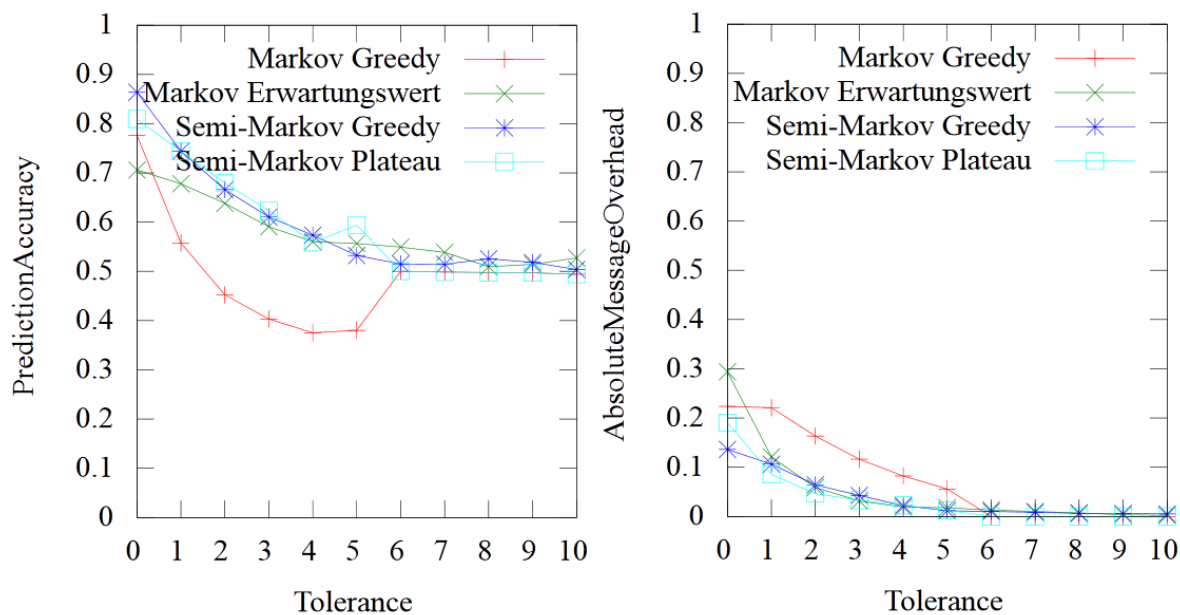 PredictionAccuracy
1
0.9
0.8
0.7
0.6
0.5
0.4
0.3
0.2
0.1
0
Markov Greedy
Markov Erwartungswert
Semi-Markov Greedy
Semi-Markov Plateau
0 1 2 3 4 5 6 7 8 9 10
Tolerance
AbsoluteMessageOverhead
1
0.9
0.8
0.7
0.6
0.5
0.4
0.3
0.2
0.1
0
Markov Greedy
Markov Erwartungswert
Semi-Markov Greedy
Semi-Markov Plateau
0 1 2 3 4 5 6 7 8 9 10
Tolerance